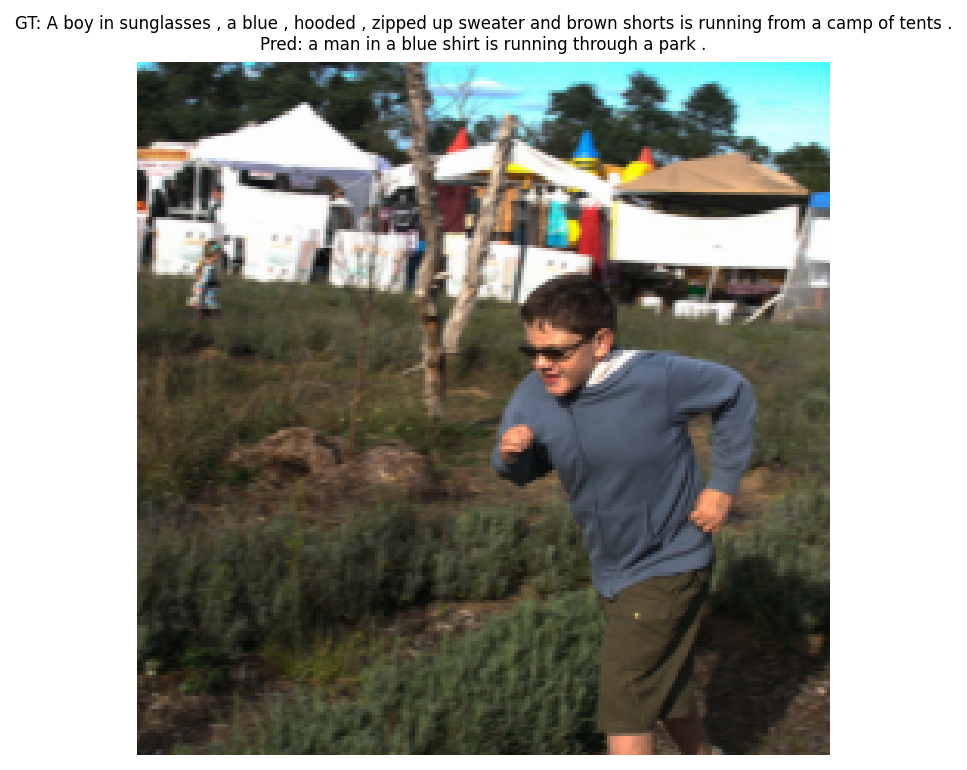 GT: A boy in sunglasses , a blue , hooded , zipped up sweater and brown shorts is running from a camp of tents .
Pred: a man in a blue shirt is running through a park .